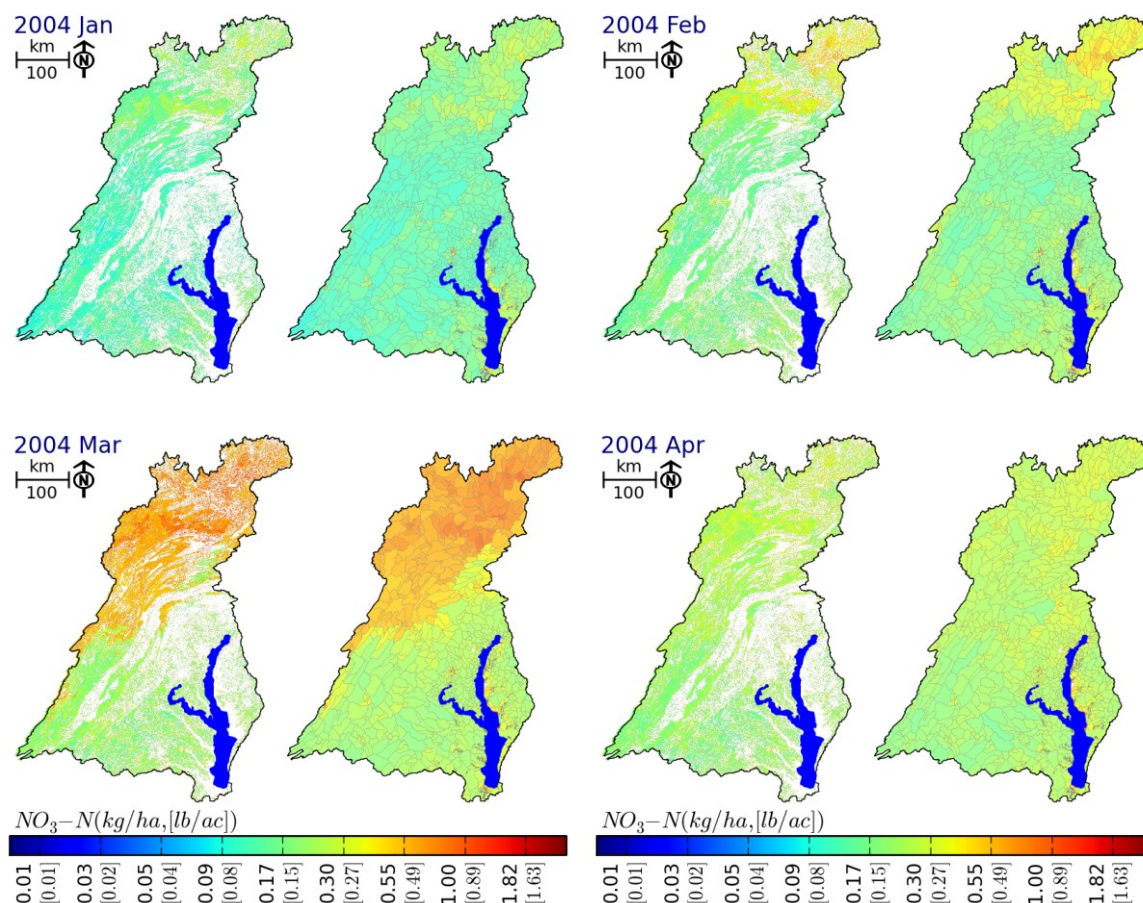 2004 Jan
km
100
N
2004 Feb
km
100
N
2004 Mar
km
100
N
2004 Apr
km
100
N
NO₃−N(kg/ha,[lb/ac])
0.01 0.03 0.05 0.09 0.17 0.30 0.55 1.00 1.82
[0.01] [0.02] [0.04] [0.08] [0.15] [0.27] [0.49] [0.89] [1.63]
NO₃−N(kg/ha,[lb/ac])
0.01 0.03 0.05 0.09 0.17 0.30 0.55 1.00 1.82
[0.01] [0.02] [0.04] [0.08] [0.15] [0.27] [0.49] [0.89] [1.63]